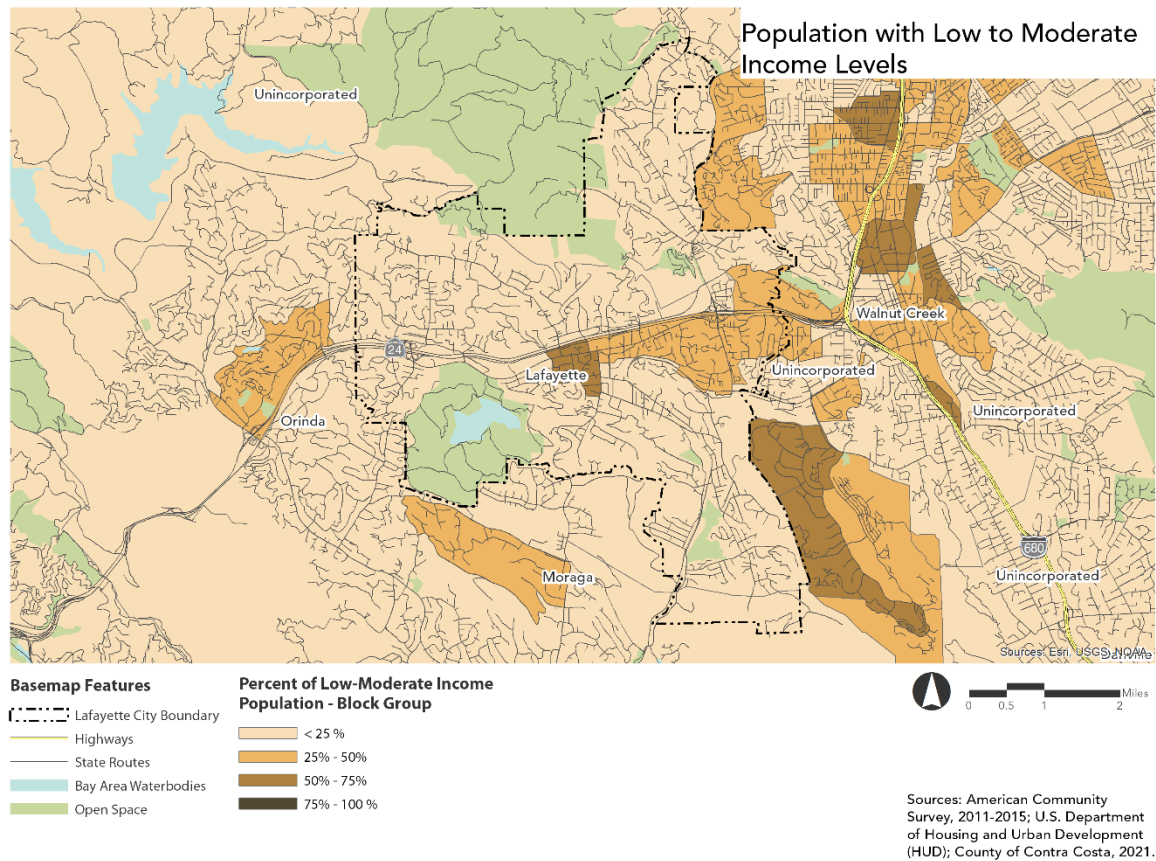 Population with Low to Moderate
Income Levels
Unincorporated
Walnut Creek
24
Lafayette
Unincorporated
Unincorporated
Orinda
680
Moraga
Unincorporated
Sources: Esri, USGS, NOAA
Danville
Basemap Features
Lafayette City Boundary
Highways
State Routes
Bay Area Waterbodies
Open Space
Percent of Low-Moderate Income
Population - Block Group
< 25 %
25% - 50%
50% - 75%
75% - 100 %
Miles
0 0.5 1 2
Sources: American Community
Survey, 2011-2015; U.S. Department
of Housing and Urban Development
(HUD); County of Contra Costa, 2021.